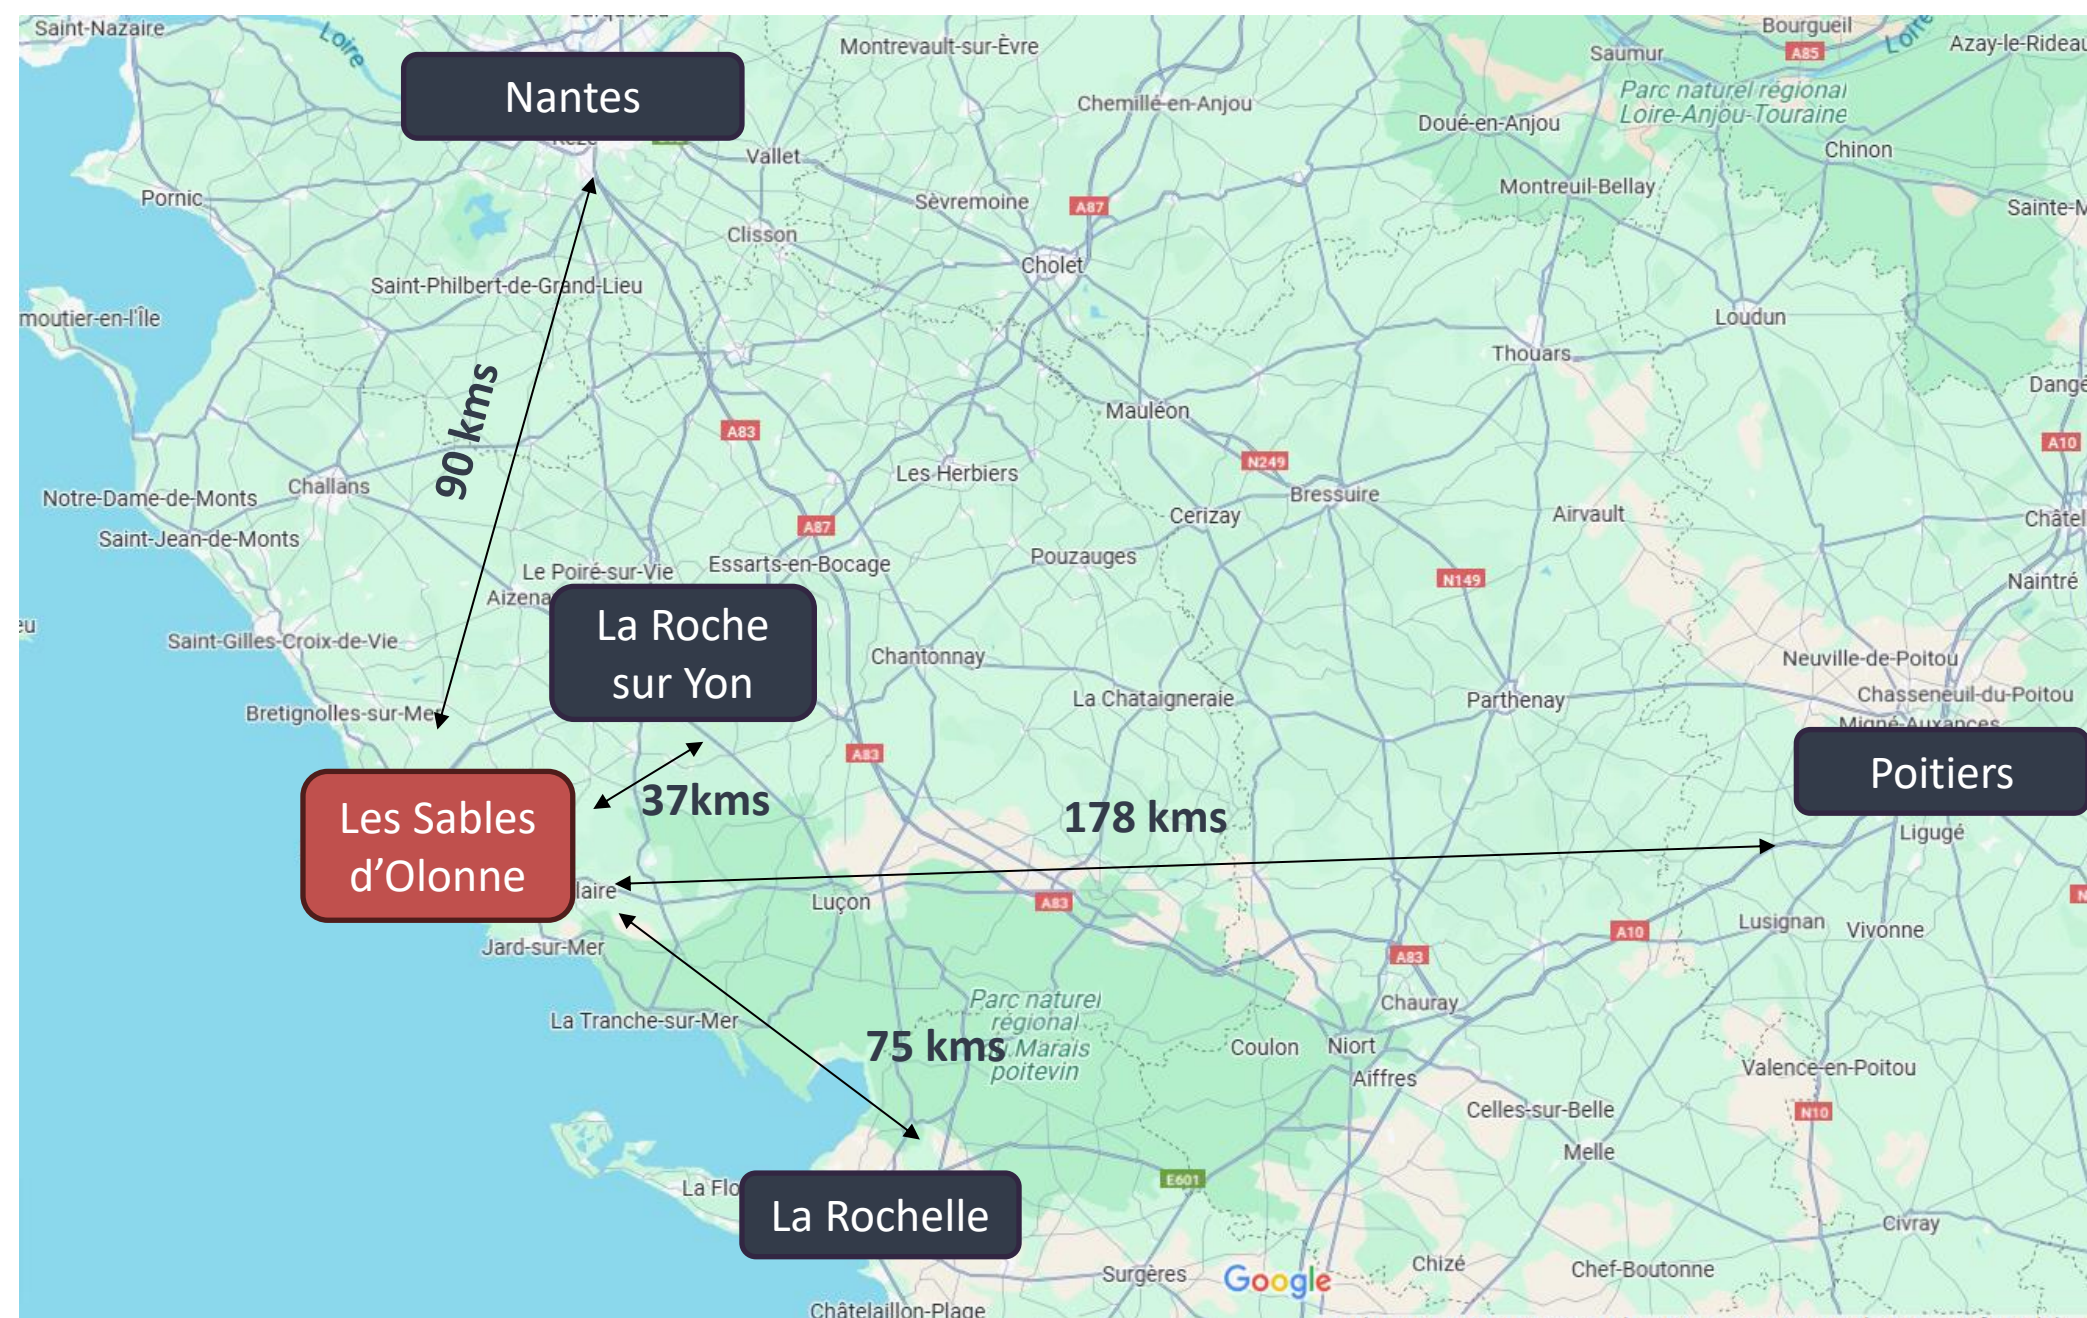 Saint-Nazaire
Loire
Montrevault-sur-Èvre
Saumur
Bourgueil
A85
Loire
Azay-le-Rideau
Nantes
Chemillé-en-Anjou
Parc naturel régional
Loire-Anjou-Touraine
Doué-en-Anjou
Vallet
Chinon
Pornic
Sèvremoine
A87
Montreuil-Bellay
Clisson
Cholet
Saint-Philbert-de-Grand-Lieu
moutier-en-l'Île
Loudun
Thouars
Dangé
90 kms
Mauléon
A83
A10
N249
Les Herbiers
Challans
Notre-Dame-de-Monts
Bressuire
Cerizay
Airvault
Châtel
A87
Saint-Jean-de-Monts
Essarts-en-Bocage
Pouzauges
Le Poiré-sur-Vie
N149
Naintré
Aizena
La Roche
sur Yon
Saint-Gilles-Croix-de-Vie
Chantonnay
Neuville-de-Poitou
La Chataigneraie
Parthenay
Chasseneuil-du-Poitou
Bretignolles-sur-Mer
Migné-Auxances
A83
Poitiers
Les Sables
d’Olonne
37kms
178 kms
Ligugé
laire
Luçon
A83
Lusignan
Vivonne
A10
Jard-sur-Mer
A83
Parc naturel
régional
Marais
poitevin
Chauray
La Tranche-sur-Mer
75 kms
Coulon
Niort
Aiffres
Valence-en-Poitou
Celles-sur-Belle
N10
Melle
E601
La Flo
La Rochelle
Civray
Surgères
Google
Chizé
Chef-Boutonne
Châtelaillon-Plage